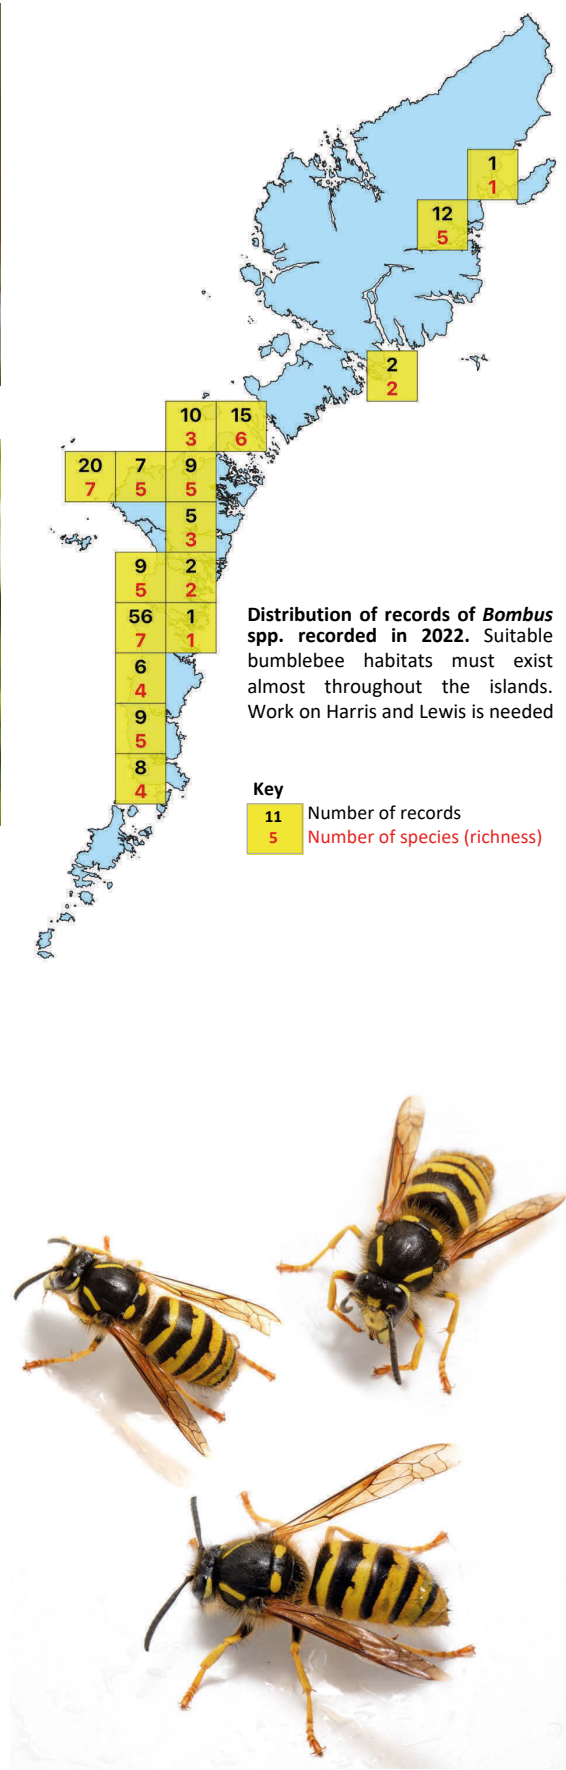 1
1
12
5
2
2
10 15
3 6
20 7 9
7 5 5
5
3
9 2
5 2
56 1
7 1
6
4
9
5
8
4
Distribution of records of Bombus
spp. recorded in 2022. Suitable
bumblebee habitats must exist
almost throughout the islands.
Work on Harris and Lewis is needed
Key
11 Number of records
5 Number of species (richness)